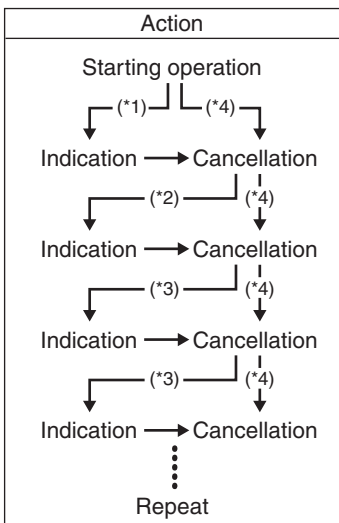 Action
Starting operation
(*1) (*4)
Indication Cancellation
(*2) (*4)
Indication Cancellation
(*3) (*4)
Indication Cancellation
(*3) (*4)
Indication Cancellation
Repeat